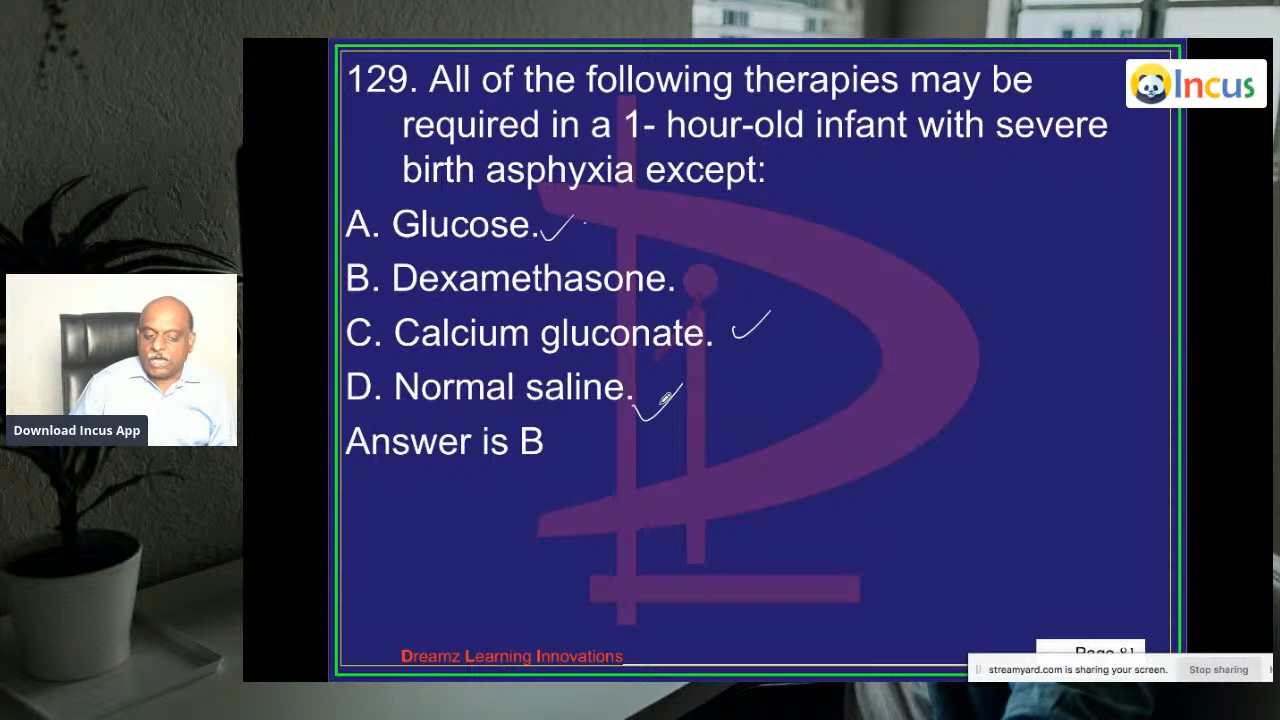 129. All of the following therapies may be
required in a 1- hour-old infant with severe
birth asphyxia except:
A. Glucose.
B. Dexamethasone.
C. Calcium gluconate.
D. Normal saline.
Answer is B
Incus
Download Incus App
Dreamz Learning Innovations
Page 81
streamyard.com is sharing your screen.
Stop sharing